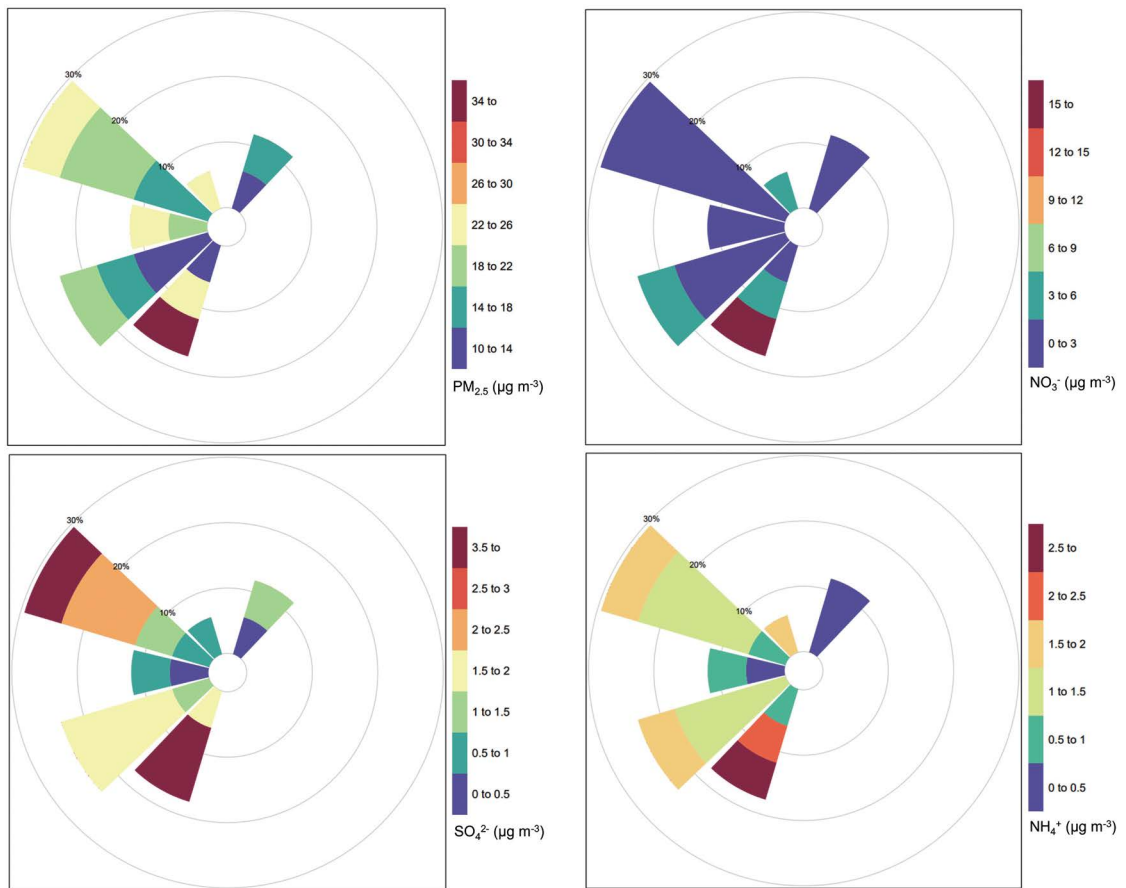 30%
20%
10%
34 to
30 to 34
26 to 30
22 to 26
18 to 22
14 to 18
10 to 14
PM₂.₅ (µg m⁻³)
30%
20%
10%
15 to
12 to 15
9 to 12
6 to 9
3 to 6
0 to 3
NO₃⁻ (µg m⁻³)
30%
20%
10%
3.5 to
2.5 to 3
2 to 2.5
1.5 to 2
1 to 1.5
0.5 to 1
0 to 0.5
SO₄²⁻ (µg m⁻³)
30%
20%
10%
2.5 to
2 to 2.5
1.5 to 2
1 to 1.5
0.5 to 1
0 to 0.5
NH₄⁺ (µg m⁻³)